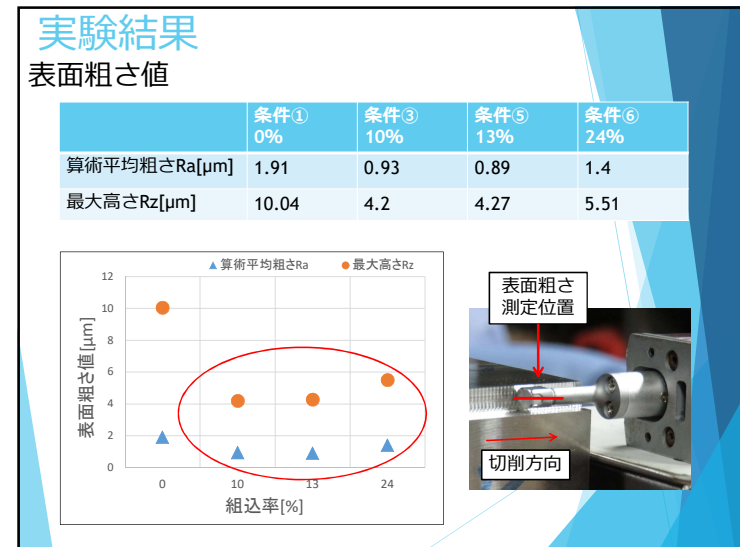 実験結果
表面粗さ値
条件① 条件③ 条件⑤ 条件⑥
0% 10% 13% 24%
算術平均粗さRa[μm] 1.91 0.93 0.89 1.4
最大高さRz[μm] 10.04 4.2 4.27 5.51
算術平均粗さRa 最大高さRz
12
10
8
6
4
2
0
表面粗さ値[μm]
0 10 13 24
組込率[%]
表面粗さ
測定位置
切削方向